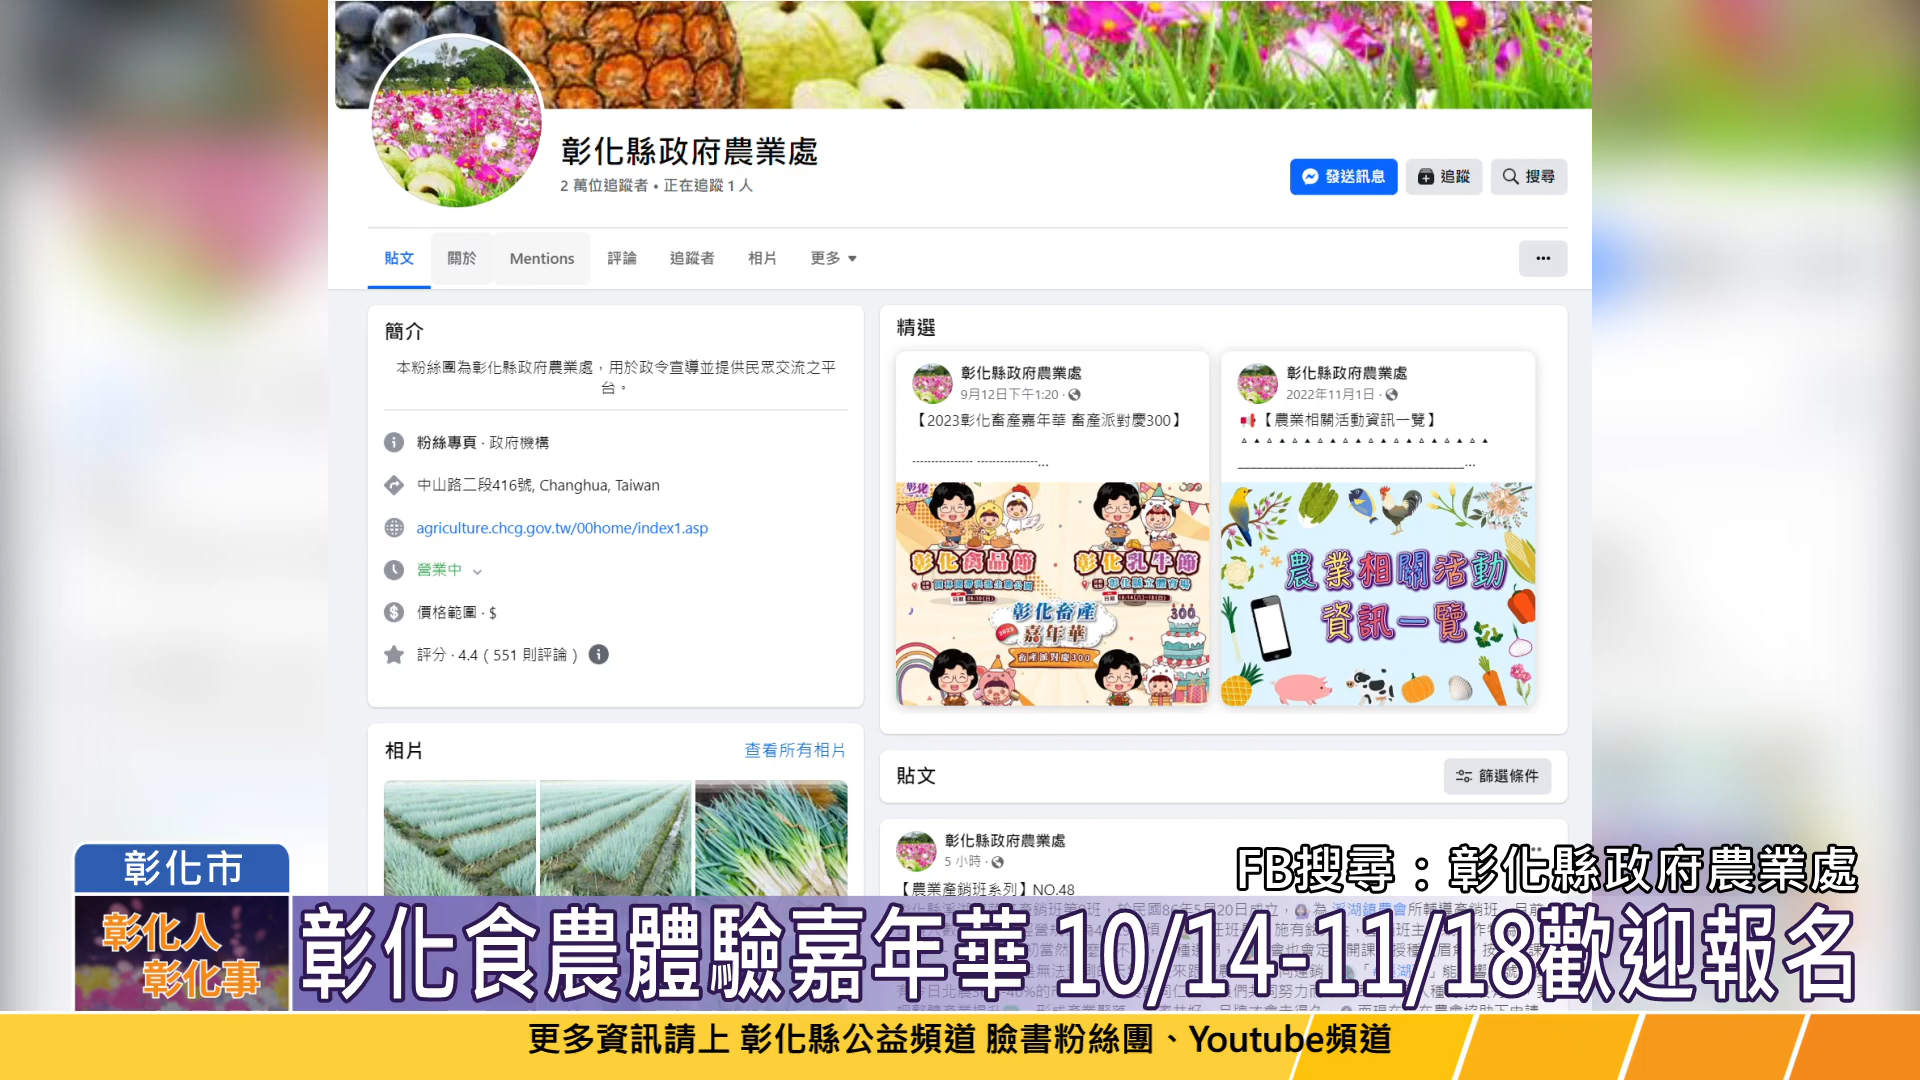 彰化縣政府農業處
2 萬位追蹤者 • 正在追蹤 1 人
發送訊息
追蹤
搜尋
貼文
關於
Mentions
評論
追蹤者
相片
更多
簡介
本粉絲團為彰化縣政府農業處，用於政令宣導並提供民眾交流之平
台。
粉絲專頁 · 政府機構
中山路二段416號, Changhua, Taiwan
agriculture.chcg.gov.tw/00home/index1.asp
營業中
價格範圍 · $
評分 · 4.4 ( 551 則評論 )
相片
查看所有相片
精選
彰化縣政府農業處
9月12日下午1:20 ·
【2023彰化畜產嘉年華 畜產派對慶300】
---------------- ----------------...
彰化窩品節
彰化乳牛節
彰化畜產
嘉年華
畜產派對慶300
300
彰化縣政府農業處
2022年11月1日 ·
【農業相關活動資訊一覽】
農業相關活動
資訊一覽
貼文
篩選條件
彰化縣政府農業處
5 小時 ·
【農業產銷班系列】NO.48
FB搜尋：彰化縣政府農業處
彰化市
彰化人
彰化事
彰化食農體驗嘉年華 10/14-11/18歡迎報名
更多資訊請上 彰化縣公益頻道 臉書粉絲團、Youtube頻道